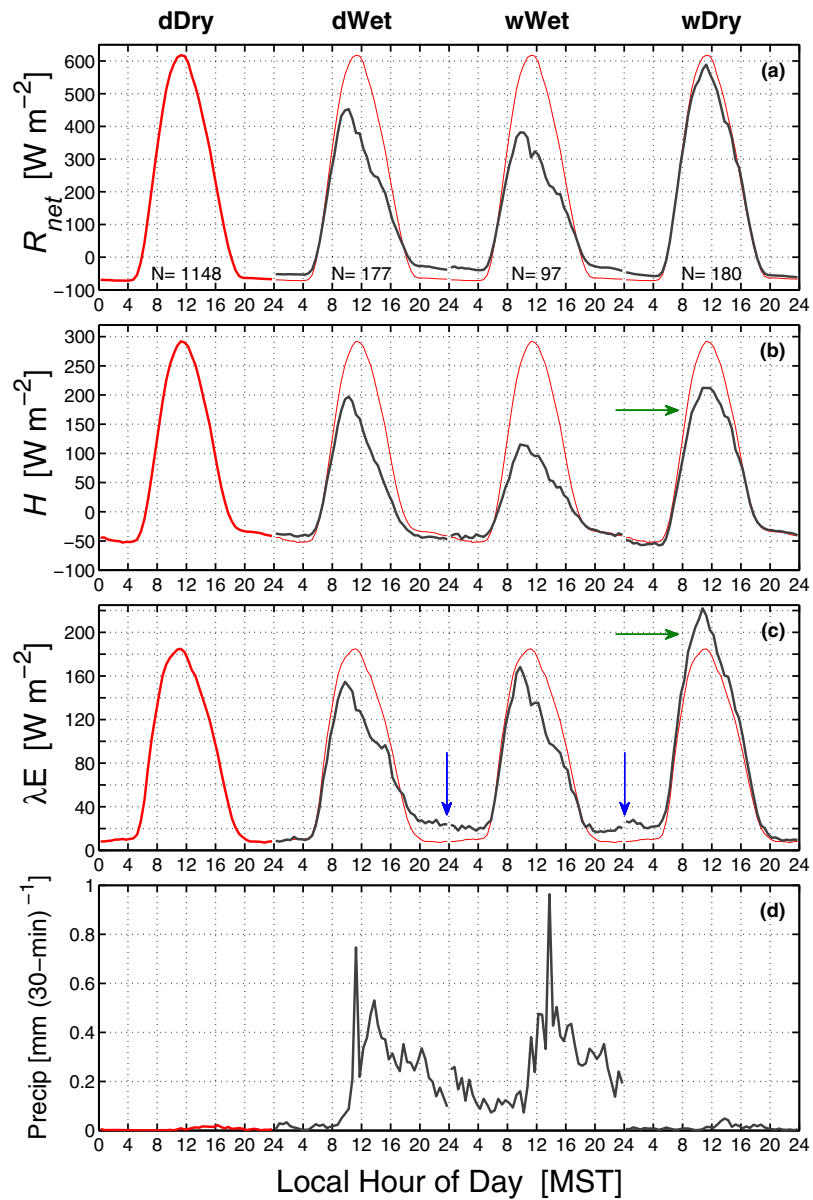 dDry dWet wWet wDry
(a)
R_net [W m⁻²]
600
500
400
300
200
100
0
−100
N= 1148 N= 177 N= 97 N= 180
0 4 8 12 16 20 24 4 8 12 16 20 24 4 8 12 16 20 24 4 8 12 16 20 24
(b)
H [W m⁻²]
300
250
200
150
100
50
0
−50
−100
0 4 8 12 16 20 24 4 8 12 16 20 24 4 8 12 16 20 24 4 8 12 16 20 24
(c)
λE [W m⁻²]
200
160
120
80
40
0
0 4 8 12 16 20 24 4 8 12 16 20 24 4 8 12 16 20 24 4 8 12 16 20 24
(d)
Precip [mm (30−min)⁻¹]
1
0.8
0.6
0.4
0.2
0
0 4 8 12 16 20 24 4 8 12 16 20 24 4 8 12 16 20 24 4 8 12 16 20 24
Local Hour of Day [MST]